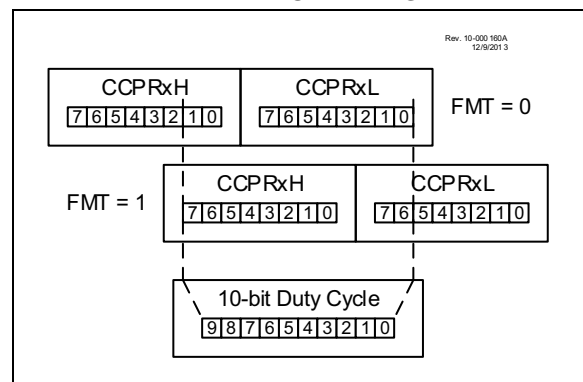 Rev. 10-000 160A
12/9/201 3
CCPRxH CCPRxL
7 6 5 4 3 2 1 0 7 6 5 4 3 2 1 0 FMT = 0
CCPRxH CCPRxL
FMT = 1 7 6 5 4 3 2 1 0 7 6 5 4 3 2 1 0
10-bit Duty Cycle
9 8 7 6 5 4 3 2 1 0